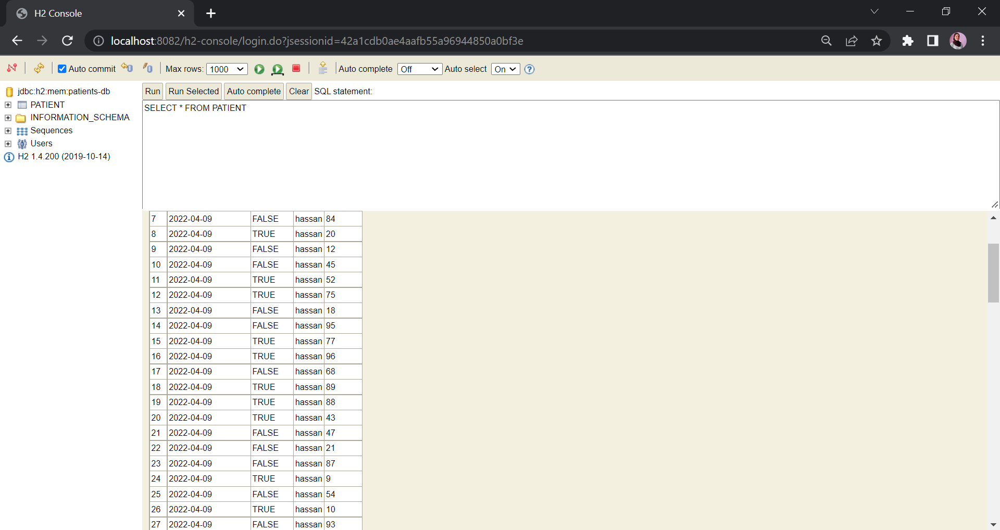 H2 Console
localhost:8082/h2-console/login.do?jsessionid=42a1cdb0ae4aafb55a96944850a0bf3e
Auto commit Max rows: 1000 Auto complete Off Auto select On ?
jdbc:h2:mem:patients-db
PATIENT
INFORMATION_SCHEMA
Sequences
Users
H2 1.4.200 (2019-10-14)
Run Run Selected Auto complete Clear SQL statement:
SELECT * FROM PATIENT
7 2022-04-09 FALSE hassan 84
8 2022-04-09 TRUE hassan 20
9 2022-04-09 FALSE hassan 12
10 2022-04-09 FALSE hassan 45
11 2022-04-09 TRUE hassan 52
12 2022-04-09 TRUE hassan 75
13 2022-04-09 FALSE hassan 18
14 2022-04-09 FALSE hassan 95
15 2022-04-09 TRUE hassan 77
16 2022-04-09 TRUE hassan 96
17 2022-04-09 FALSE hassan 68
18 2022-04-09 TRUE hassan 89
19 2022-04-09 TRUE hassan 88
20 2022-04-09 TRUE hassan 43
21 2022-04-09 FALSE hassan 47
22 2022-04-09 FALSE hassan 21
23 2022-04-09 FALSE hassan 87
24 2022-04-09 TRUE hassan 9
25 2022-04-09 FALSE hassan 54
26 2022-04-09 TRUE hassan 10
27 2022-04-09 FALSE hassan 93